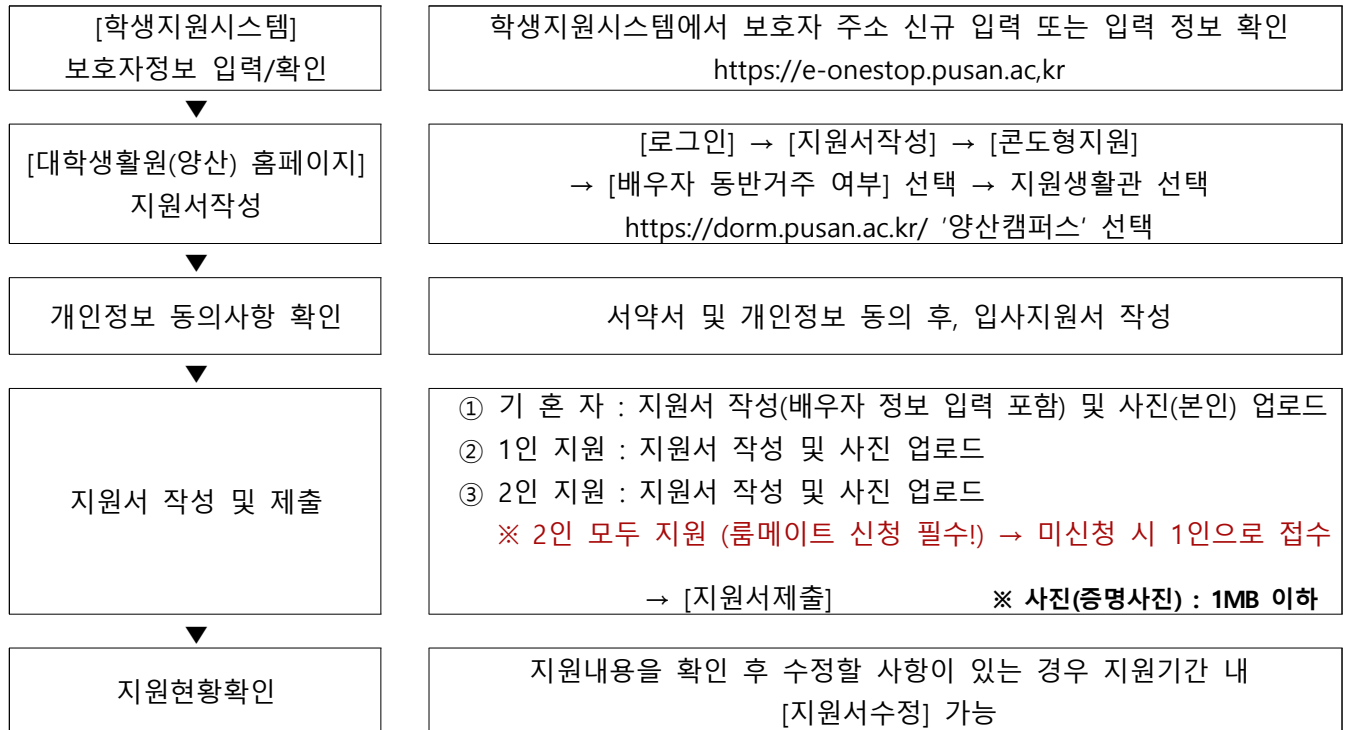 [학생지원시스템]
보호자정보 입력/확인
학생지원시스템에서 보호자 주소 신규 입력 또는 입력 정보 확인
https://e-onestop.pusan.ac,kr
▼
[대학생활원(양산) 홈페이지]
지원서작성
[로그인] → [지원서작성] → [콘도형지원]
→ [배우자 동반거주 여부] 선택 → 지원생활관 선택
https://dorm.pusan.ac.kr/ '양산캠퍼스' 선택
▼
개인정보 동의사항 확인
서약서 및 개인정보 동의 후, 입사지원서 작성
▼
지원서 작성 및 제출
① 기 혼 자 : 지원서 작성(배우자 정보 입력 포함) 및 사진(본인) 업로드
② 1인 지원 : 지원서 작성 및 사진 업로드
③ 2인 지원 : 지원서 작성 및 사진 업로드
※ 2인 모두 지원 (룸메이트 신청 필수!) → 미신청 시 1인으로 접수
→ [지원서제출] ※ 사진(증명사진) : 1MB 이하
▼
지원현황확인
지원내용을 확인 후 수정할 사항이 있는 경우 지원기간 내
[지원서수정] 가능